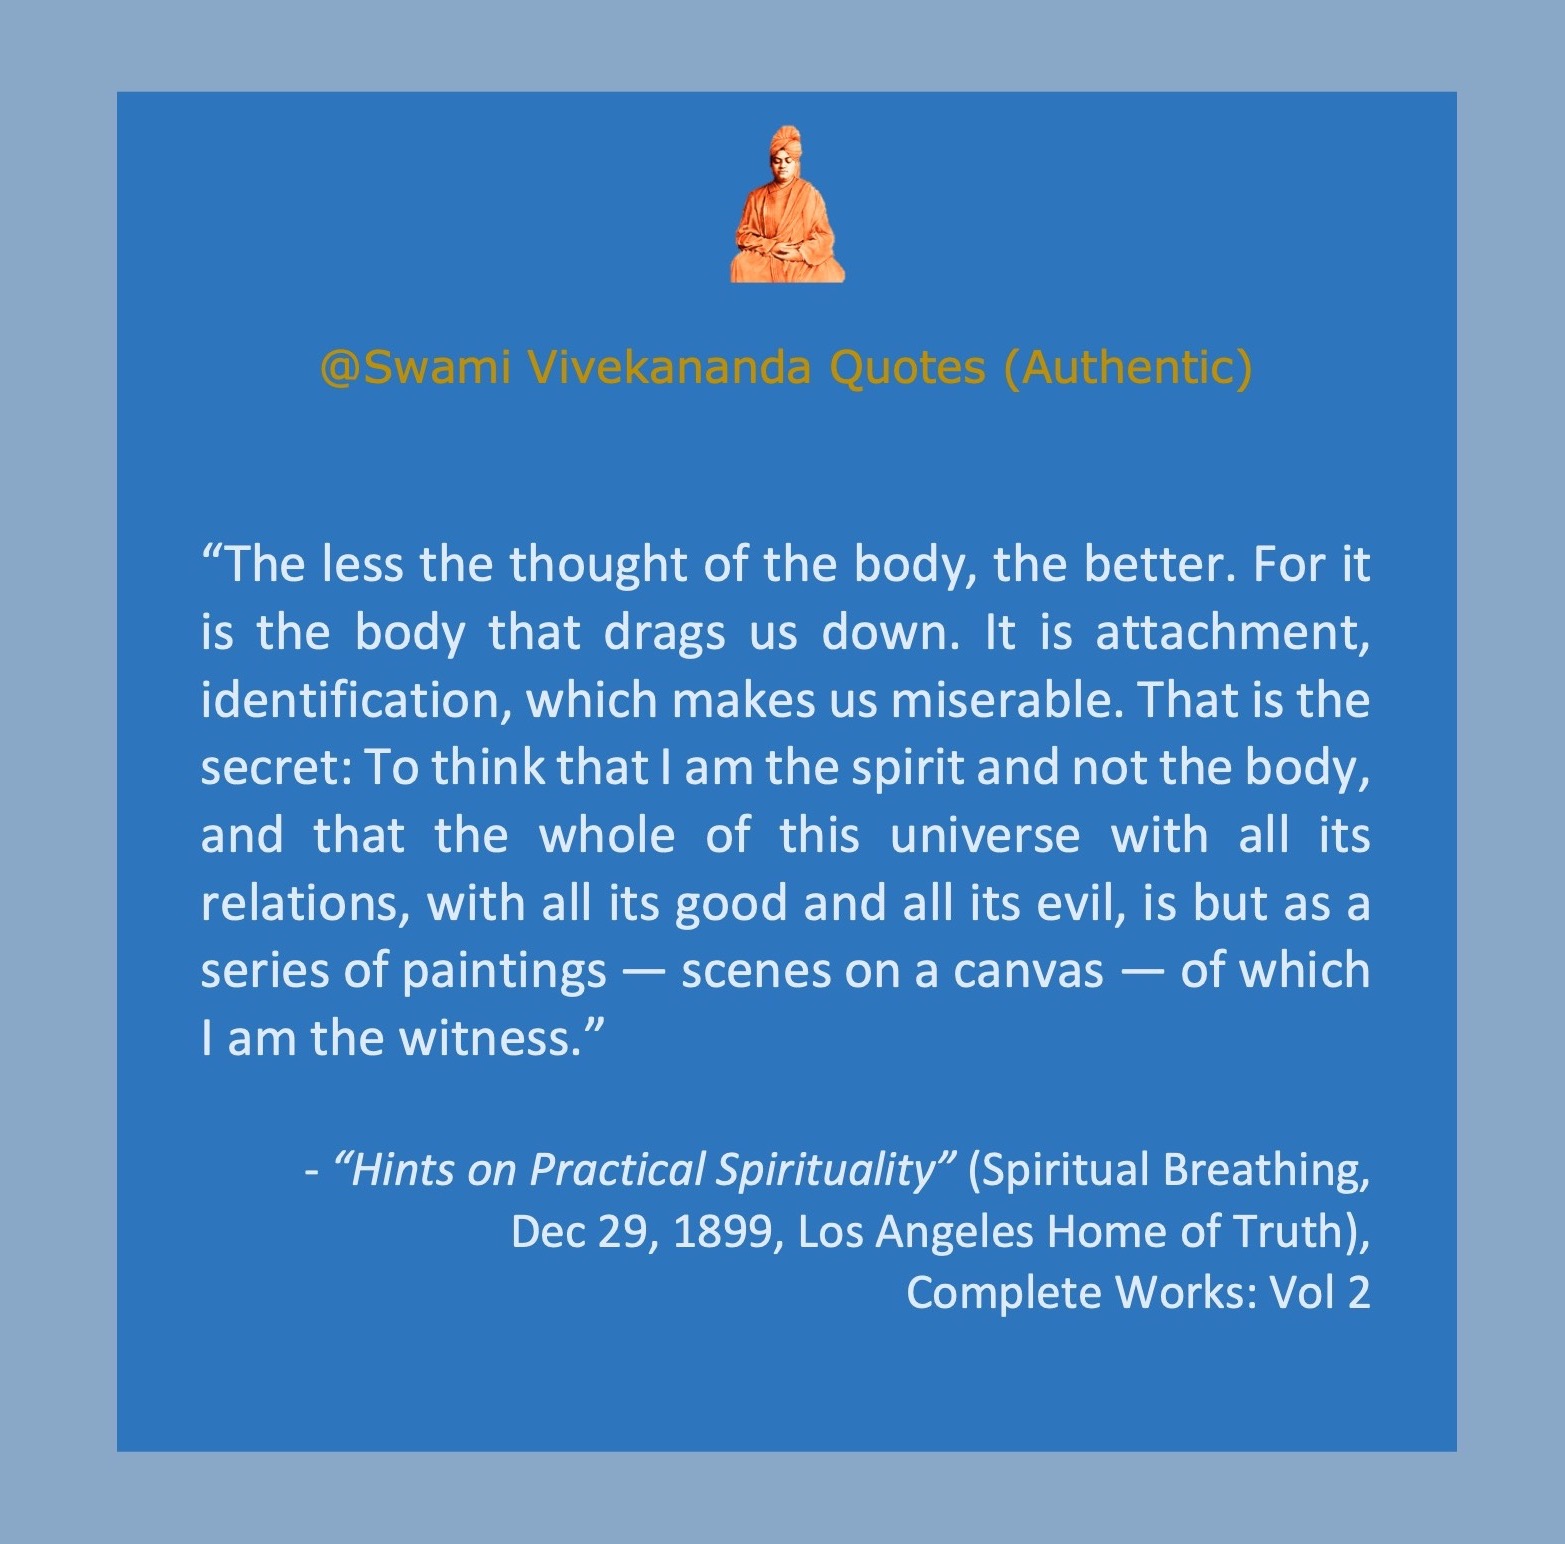 @Swami Vivekananda Quotes (Authentic)
“The less the thought of the body, the better. For it
is the body that drags us down. It is attachment,
identification, which makes us miserable. That is the
secret: To think that I am the spirit and not the body,
and that the whole of this universe with all its
relations, with all its good and all its evil, is but as a
series of paintings — scenes on a canvas — of which
I am the witness.”
- “Hints on Practical Spirituality” (Spiritual Breathing,
Dec 29, 1899, Los Angeles Home of Truth),
Complete Works: Vol 2